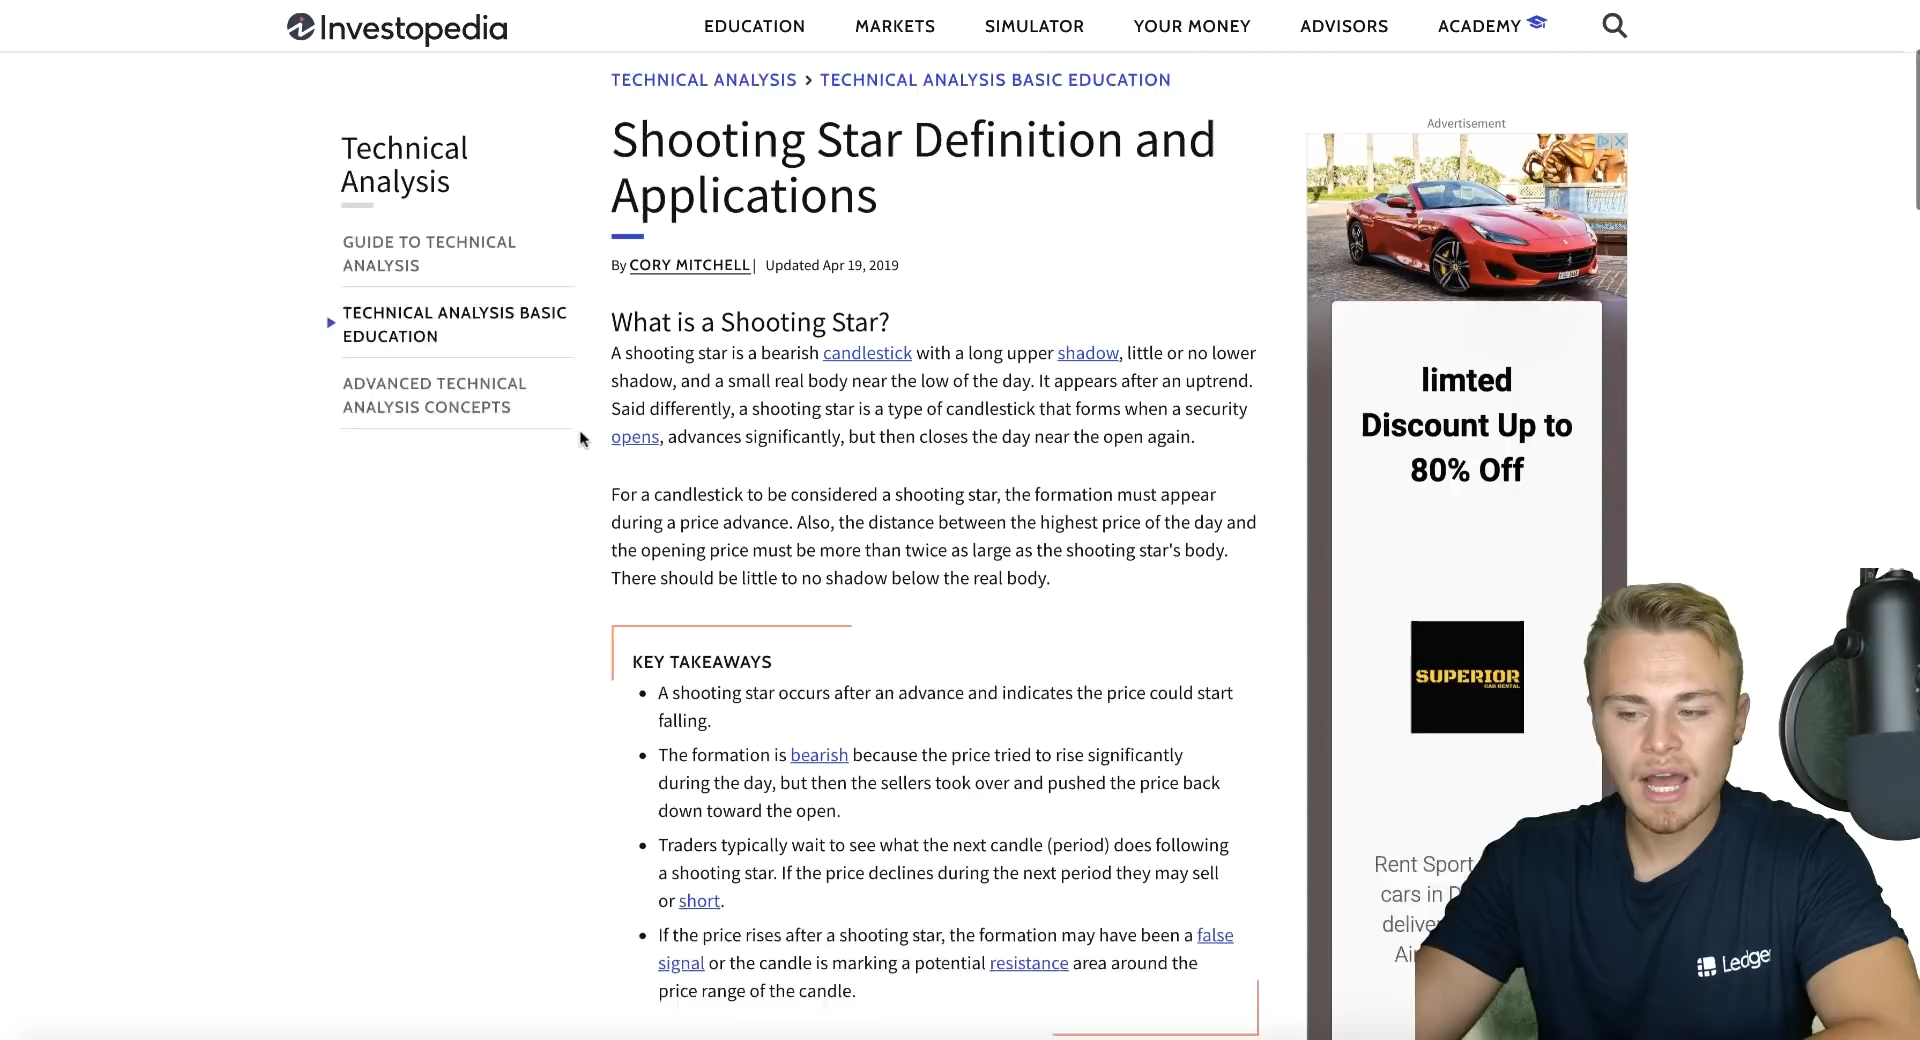 Investopedia
EDUCATION
MARKETS
SIMULATOR
YOUR MONEY
ADVISORS
ACADEMY
TECHNICAL ANALYSIS > TECHNICAL ANALYSIS BASIC EDUCATION
Technical
Analysis
GUIDE TO TECHNICAL
ANALYSIS
TECHNICAL ANALYSIS BASIC
EDUCATION
ADVANCED TECHNICAL
ANALYSIS CONCEPTS
Shooting Star Definition and
Applications
By CORY MITCHELL | Updated Apr 19, 2019
What is a Shooting Star?
A shooting star is a bearish candlestick with a long upper shadow, little or no lower
shadow, and a small real body near the low of the day. It appears after an uptrend.
Said differently, a shooting star is a type of candlestick that forms when a security
opens, advances significantly, but then closes the day near the open again.
For a candlestick to be considered a shooting star, the formation must appear
during a price advance. Also, the distance between the highest price of the day and
the opening price must be more than twice as large as the shooting star's body.
There should be little to no shadow below the real body.
KEY TAKEAWAYS
• A shooting star occurs after an advance and indicates the price could start
falling.
• The formation is bearish because the price tried to rise significantly
during the day, but then the sellers took over and pushed the price back
down toward the open.
• Traders typically wait to see what the next candle (period) does following
a shooting star. If the price declines during the next period they may sell
or short.
• If the price rises after a shooting star, the formation may have been a false
signal or the candle is marking a potential resistance area around the
price range of the candle.
Advertisement
limted
Discount Up to
80% Off
SUPERIOR
CAR RENTAL
Rent Sport
cars in
Ledger